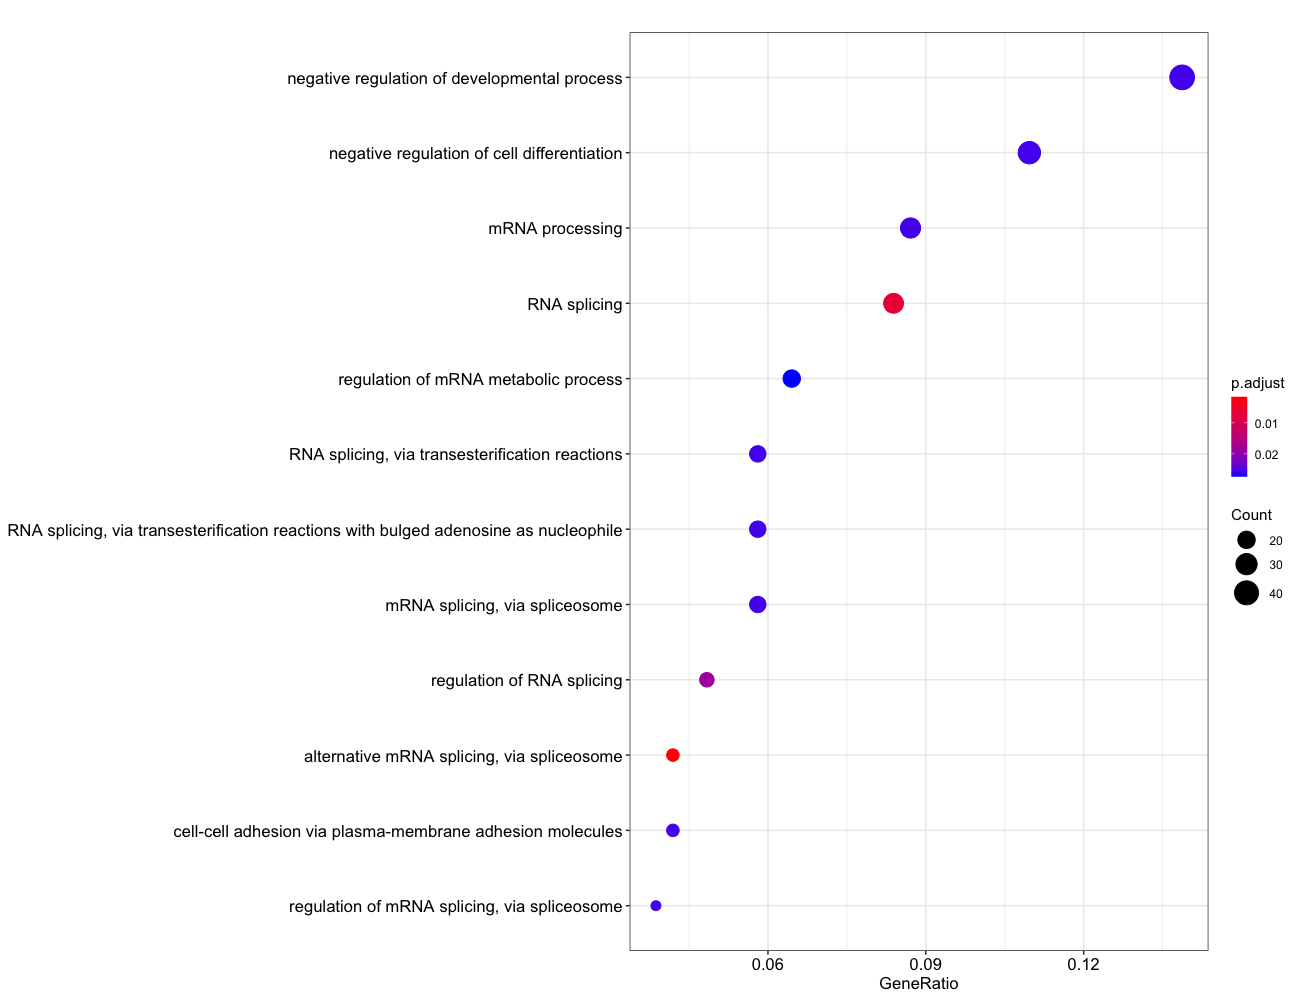 negative regulation of developmental process
negative regulation of cell differentiation
mRNA processing
RNA splicing
regulation of mRNA metabolic process
RNA splicing, via transesterification reactions
RNA splicing, via transesterification reactions with bulged adenosine as nucleophile
mRNA splicing, via spliceosome
regulation of RNA splicing
alternative mRNA splicing, via spliceosome
cell-cell adhesion via plasma-membrane adhesion molecules
regulation of mRNA splicing, via spliceosome
0.06 0.09 0.12
GeneRatio
p.adjust
0.01
0.02
Count
20
30
40